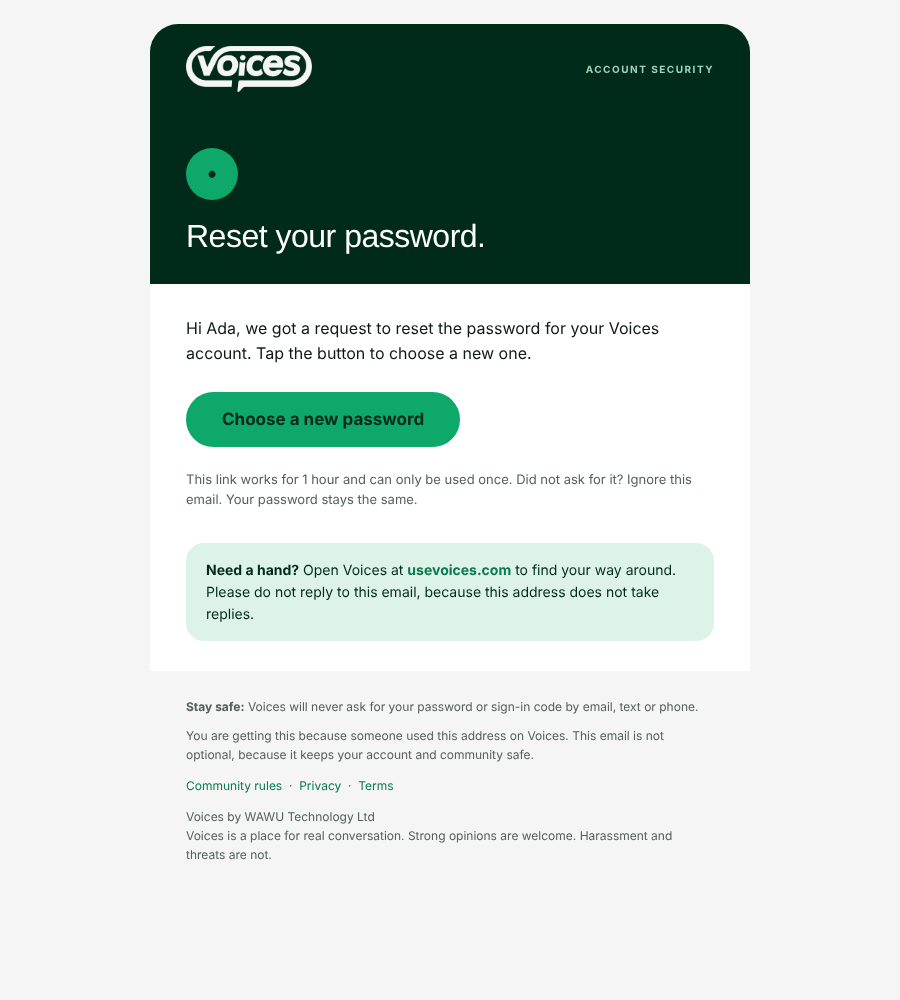 Voices
ACCOUNT SECURITY
Reset your password.
Hi Ada, we got a request to reset the password for your Voices
account. Tap the button to choose a new one.
Choose a new password
This link works for 1 hour and can only be used once. Did not ask for it? Ignore this
email. Your password stays the same.
Need a hand? Open Voices at usevoices.com to find your way around.
Please do not reply to this email, because this address does not take
replies.
Stay safe: Voices will never ask for your password or sign-in code by email, text or phone.
You are getting this because someone used this address on Voices. This email is not
optional, because it keeps your account and community safe.
Community rules · Privacy · Terms
Voices by WAWU Technology Ltd
Voices is a place for real conversation. Strong opinions are welcome. Harassment and
threats are not.